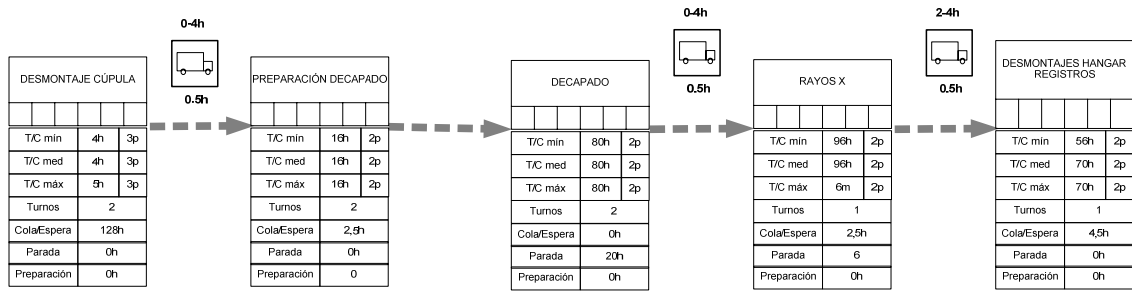 0-4h
0.5h
0-4h
0.5h
2-4h
0.5h
DESMONTAJE CÚPULA
T/C mín 4h 3p
T/C med 4h 3p
T/C máx 5h 3p
Turnos 2
Cola/Espera 128h
Parada 0h
Preparación 0h
PREPARACIÓN DECAPADO
T/C mín 16h 2p
T/C med 16h 2p
T/C máx 16h 2p
Turnos 2
Cola/Espera 2,5h
Parada 0h
Preparación 0
DECAPADO
T/C mín 80h 2p
T/C med 80h 2p
T/C máx 80h 2p
Turnos 2
Cola/Espera 0h
Parada 20h
Preparación 0h
RAYOS X
T/C mín 96h 2p
T/C med 96h 2p
T/C máx 6m 2p
Turnos 1
Cola/Espera 2,5h
Parada 6
Preparación 0h
DESMONTAJES HANGAR
REGISTROS
T/C mín 56h 2p
T/C med 70h 2p
T/C máx 70h 2p
Turnos 1
Cola/Espera 4,5h
Parada 0h
Preparación 0h